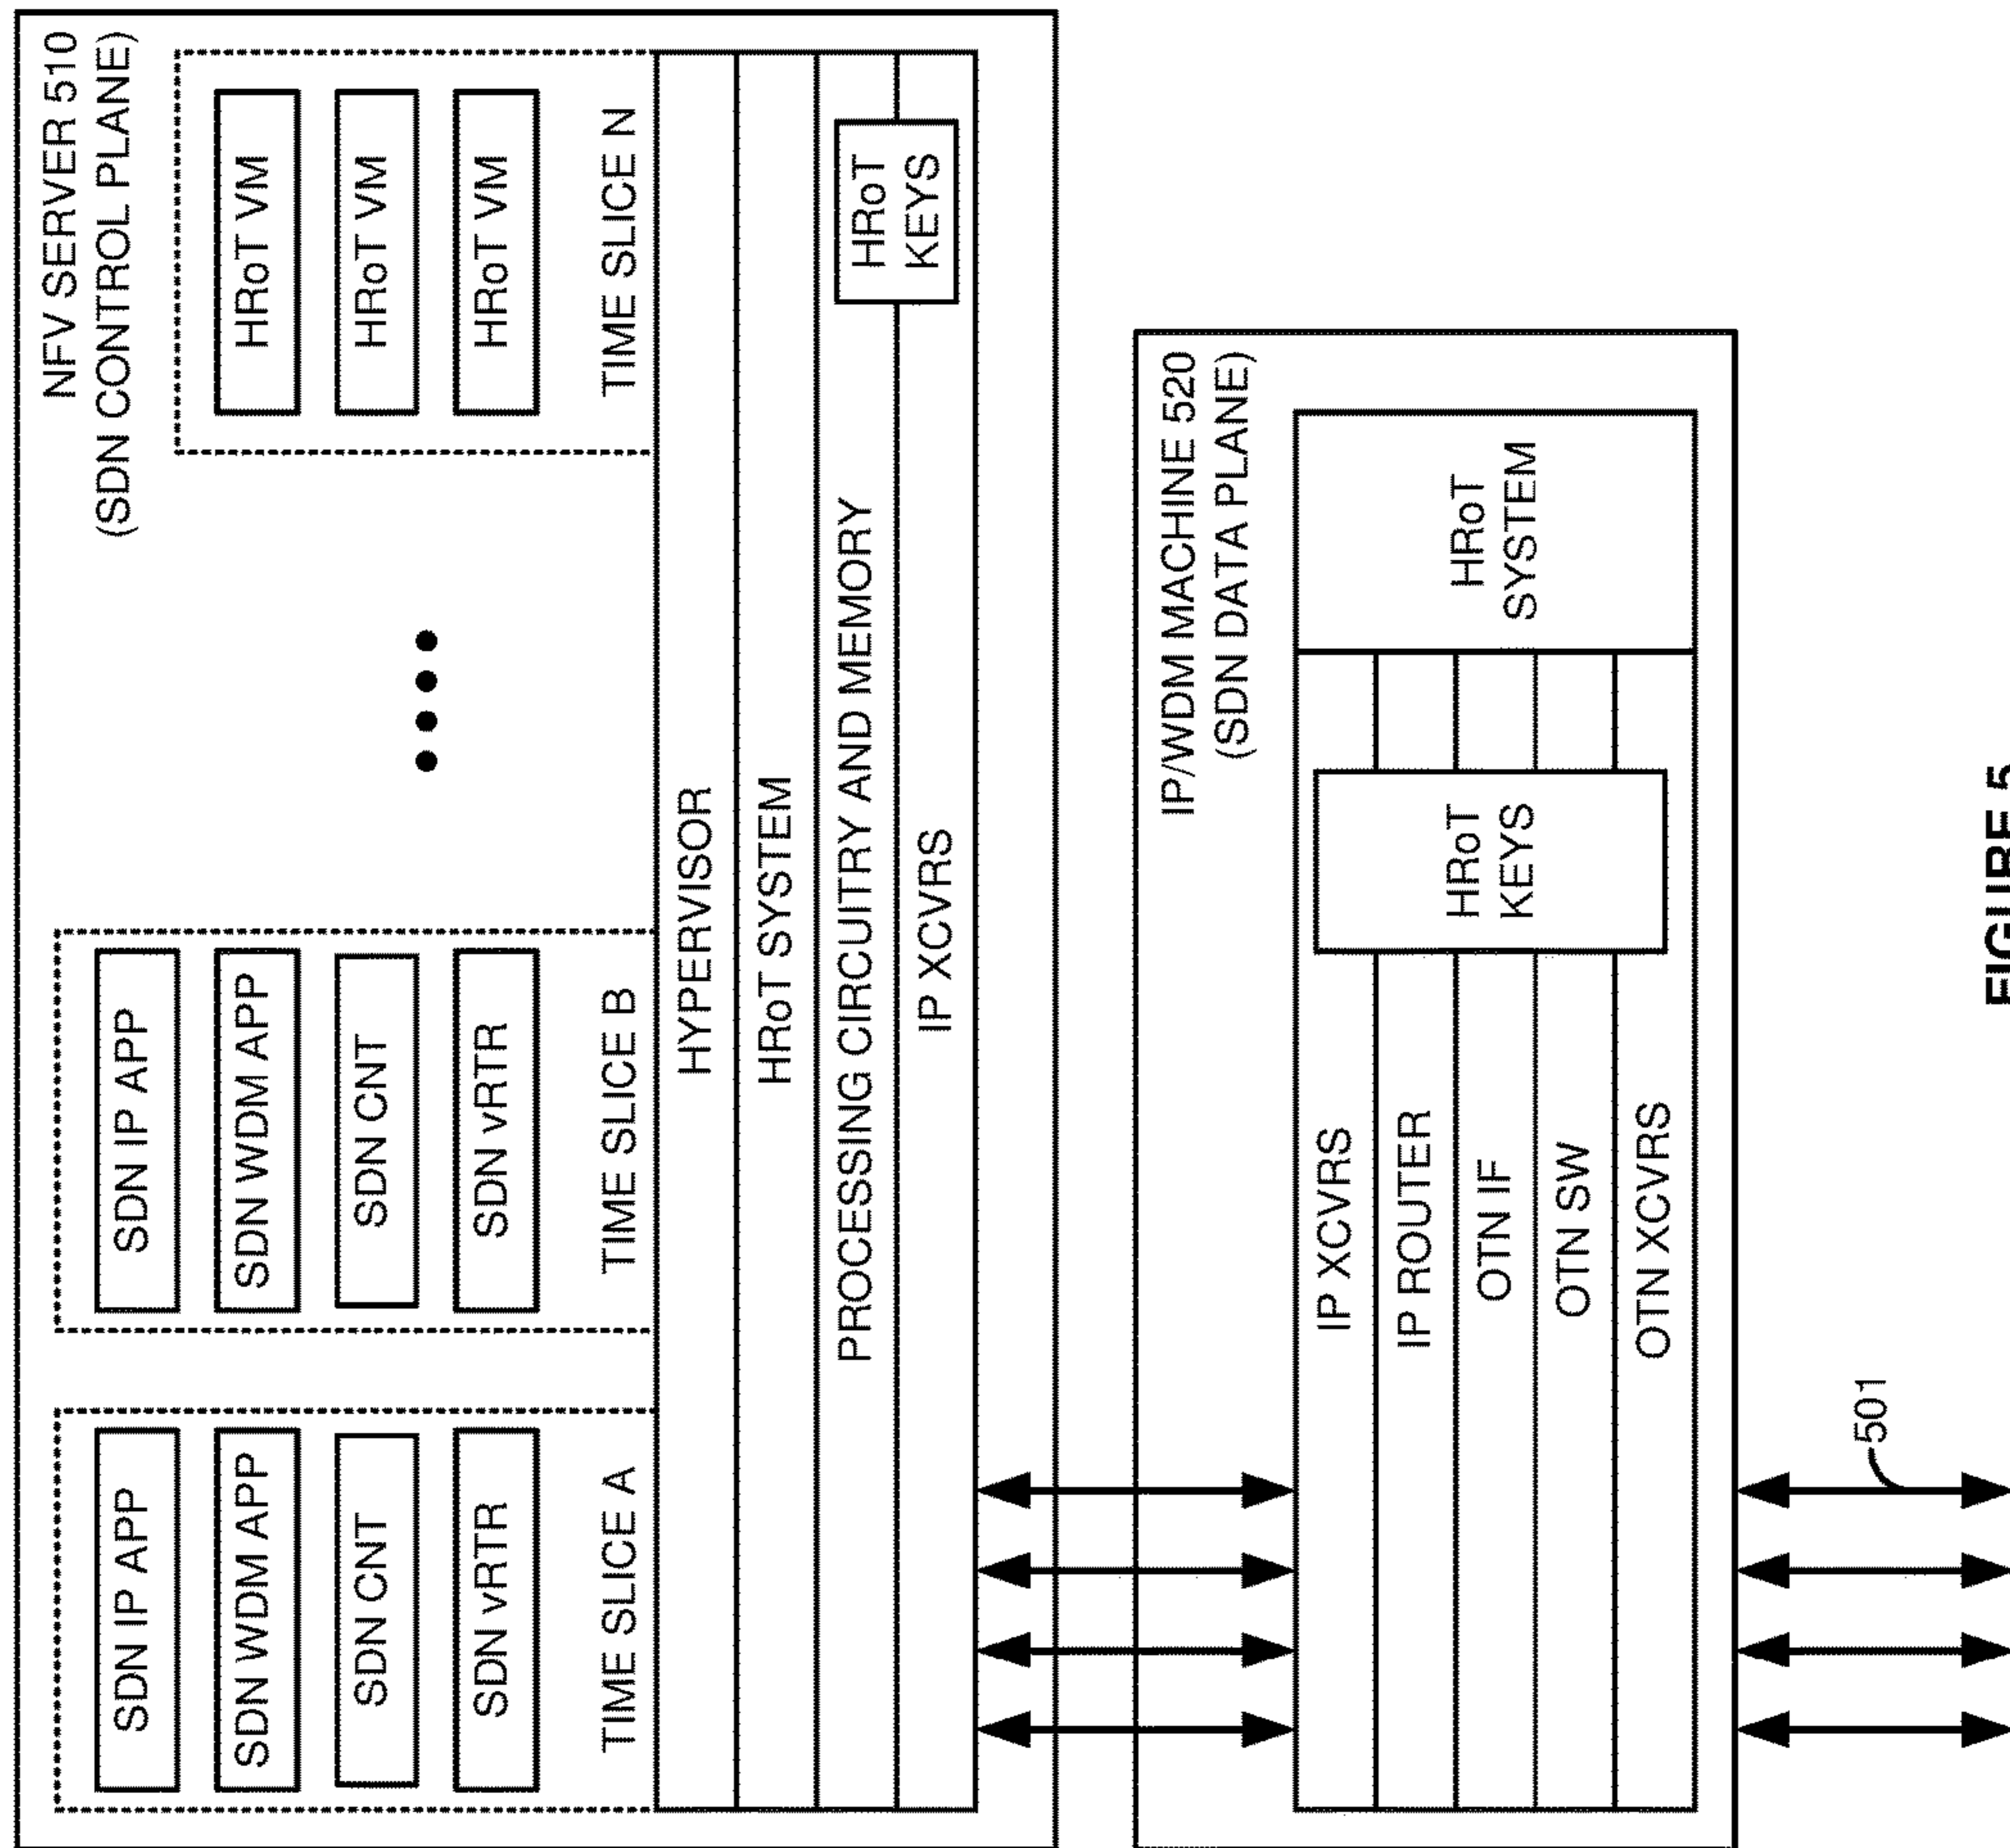 NFV SERVER 510
(SDN CONTROL PLANE)
SDN IP APP
SDN WDM APP
SDN CNT
SDN vRTR
TIME SLICE A
SDN IP APP
SDN WDM APP
SDN CNT
SDN vRTR
TIME SLICE B
HRoT VM
HRoT VM
HRoT VM
TIME SLICE N
HYPERVISOR
HRoT SYSTEM
PROCESSING CIRCUITRY AND MEMORY
IP XCVRS
HRoT
KEYS
IP/WDM MACHINE 520
(SDN DATA PLANE)
IP XCVRS
IP ROUTER
OTN IF
OTN SW
OTN XCVRS
HRoT
KEYS
HRoT
SYSTEM
501
FIGURE 5